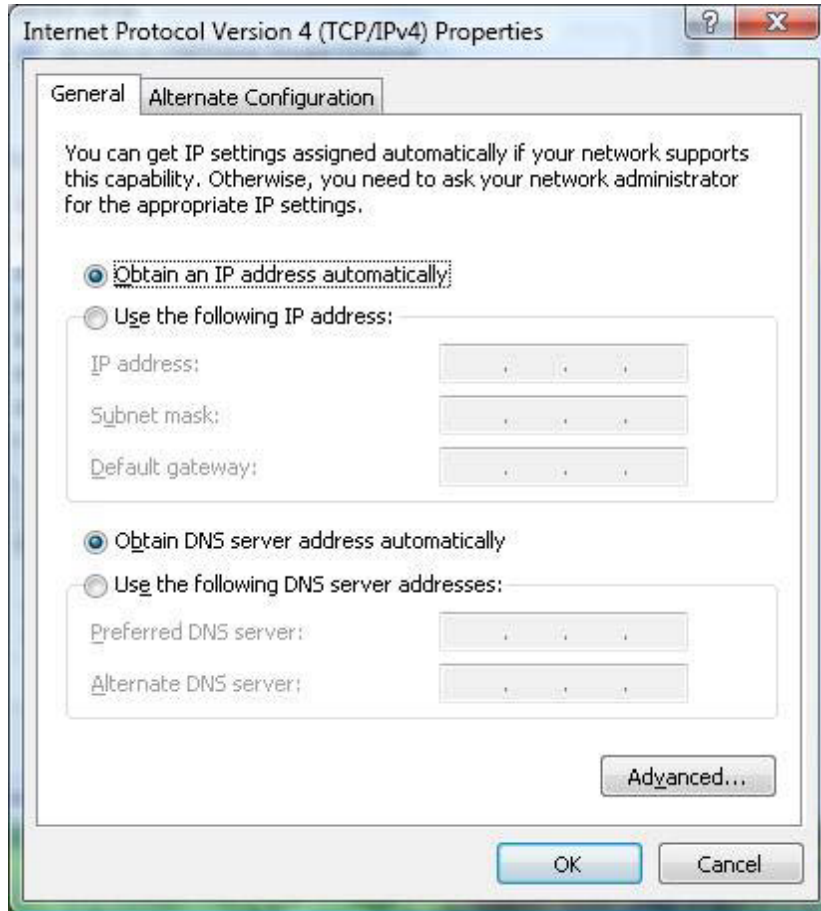 Internet Protocol Version 4 (TCP/IPv4) Properties
?
X
General
Alternate Configuration
You can get IP settings assigned automatically if your network supports
this capability. Otherwise, you need to ask your network administrator
for the appropriate IP settings.
Obtain an IP address automatically
Use the following IP address:
IP address: . . .
Subnet mask: . . .
Default gateway: . . .
Obtain DNS server address automatically
Use the following DNS server addresses:
Preferred DNS server: . . .
Alternate DNS server: . . .
Advanced...
OK
Cancel